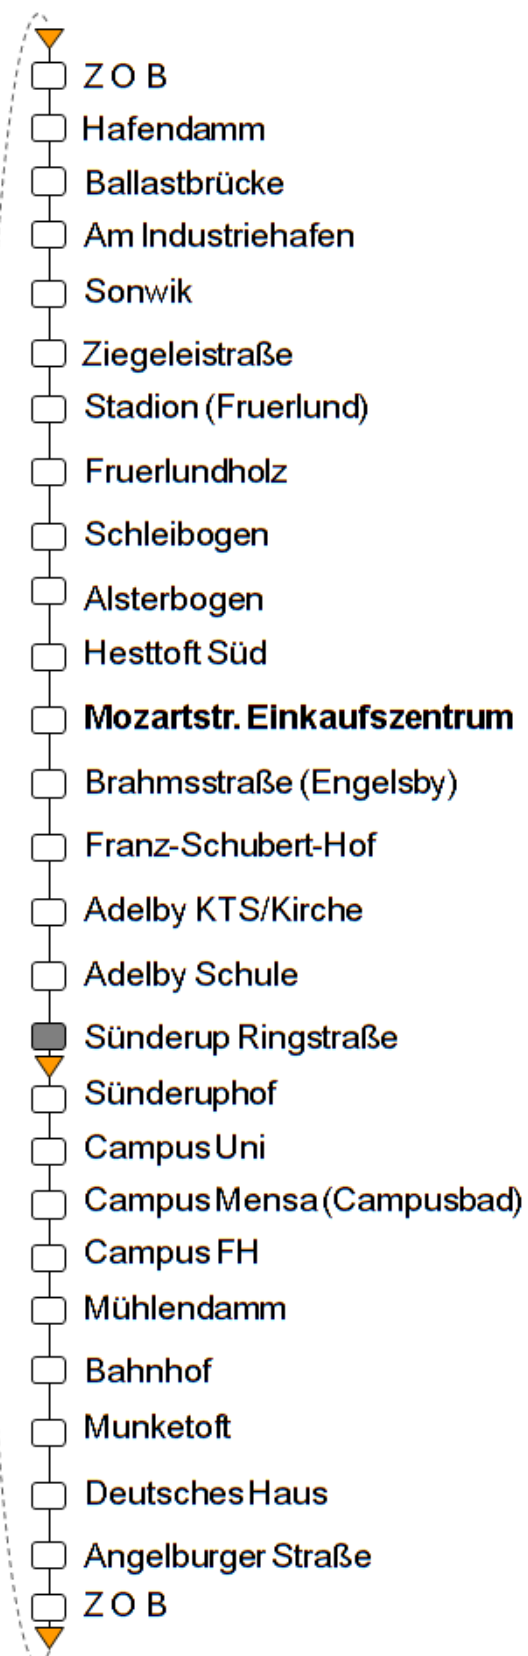 Z O B
Hafendamm
Ballastbrücke
Am Industriehafen
Sonwik
Ziegeleistraße
Stadion (Fruerlund)
Fruerlundholz
Schleibogen
Alsterbogen
Hesttoft Süd
Mozartstr. Einkaufszentrum
Brahmsstraße (Engelsby)
Franz-Schubert-Hof
Adelby KTS/Kirche
Adelby Schule
Sünderup Ringstraße
Sünderuphof
Campus Uni
Campus Mensa (Campusbad)
Campus FH
Mühlendamm
Bahnhof
Munketoft
Deutsches Haus
Angelburger Straße
Z O B